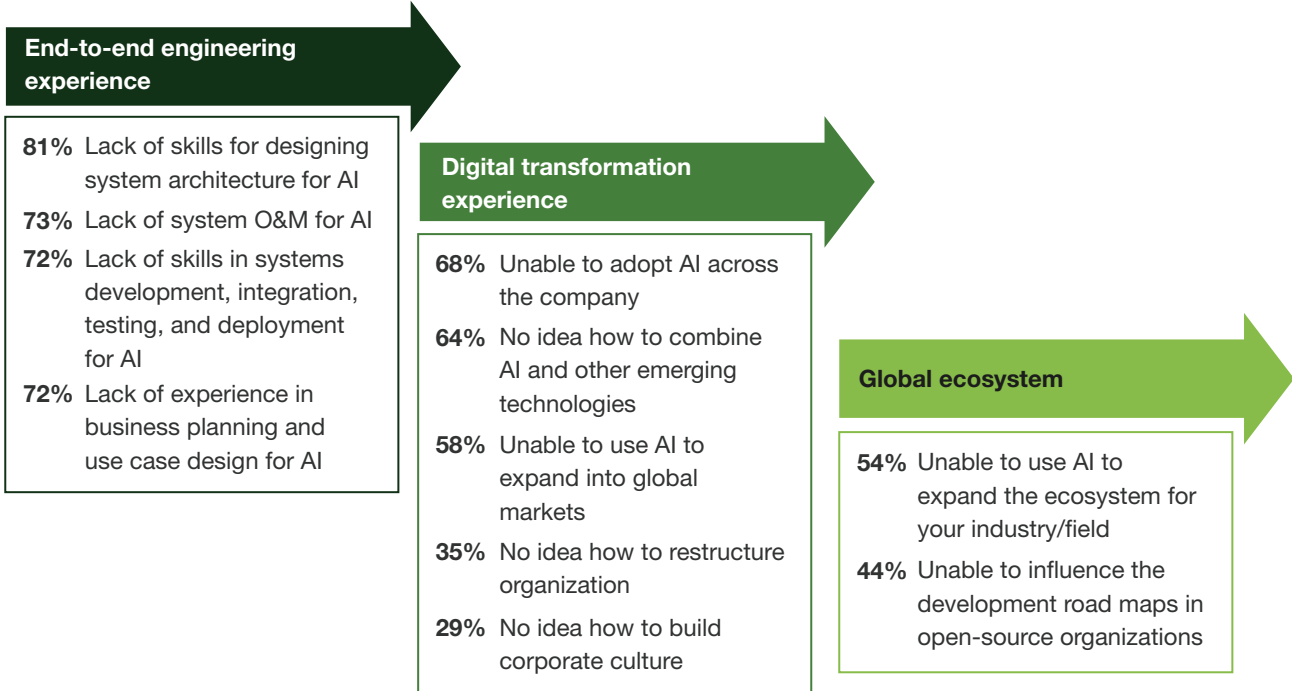 End-to-end engineering
experience
81% Lack of skills for designing
system architecture for AI
73% Lack of system O&M for AI
72% Lack of skills in systems
development, integration,
testing, and deployment
for AI
72% Lack of experience in
business planning and
use case design for AI
Digital transformation
experience
68% Unable to adopt AI across
the company
64% No idea how to combine
AI and other emerging
technologies
58% Unable to use AI to
expand into global
markets
35% No idea how to restructure
organization
29% No idea how to build
corporate culture
Global ecosystem
54% Unable to use AI to
expand the ecosystem for
your industry/field
44% Unable to influence the
development road maps in
open-source organizations